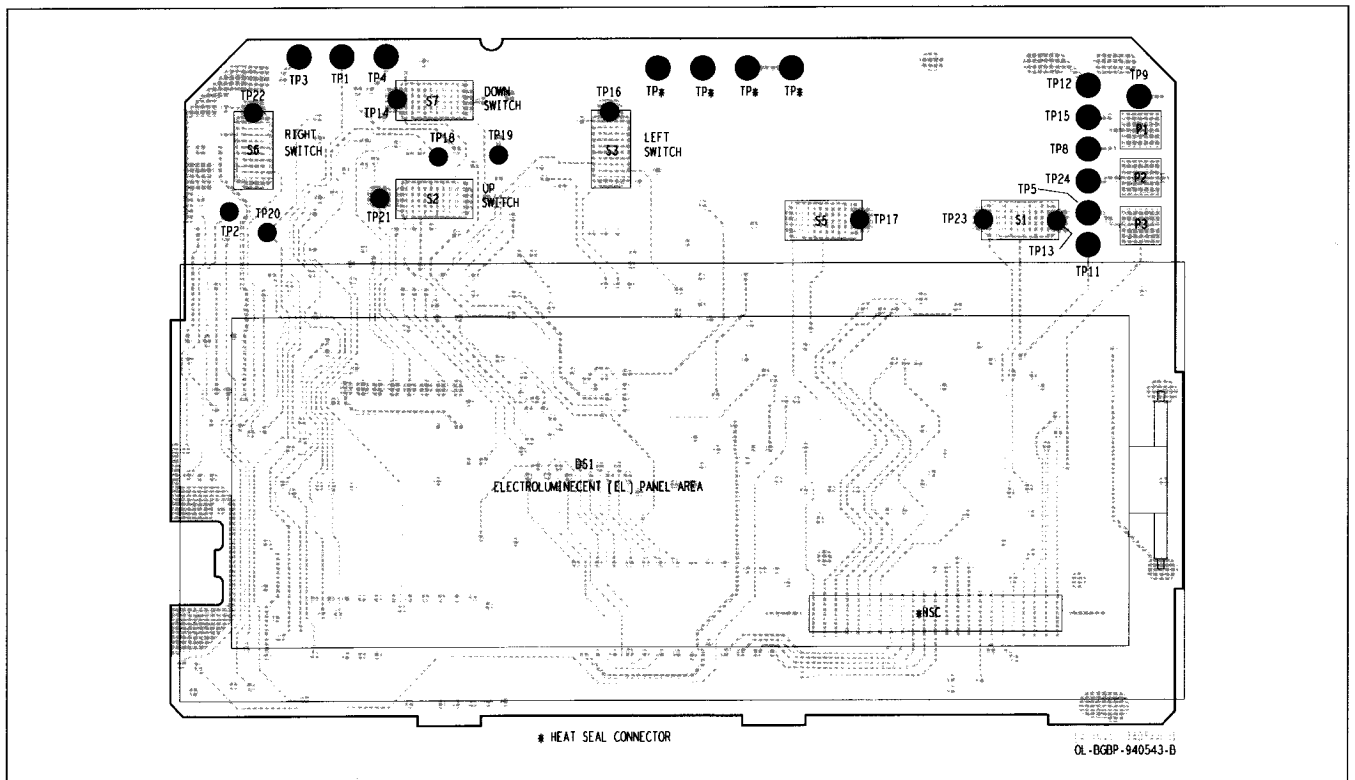 TP3
TP1
TP4
TP22
TP14
S7
DOWN
SWITCH
S6
RIGHT
SWITCH
TP18
TP19
TP16
S3
LEFT
SWITCH
TP#
TP#
TP#
TP#
TP12
TP9
TP15
P1
TP8
TP24
P2
TP5
P3
TP2
TP20
TP21
S2
UP
SWITCH
S5
TP17
TP23
S1
TP13
TP11
DS1
ELECTROLUMINECENT (EL) PANEL AREA
*HSC
* HEAT SEAL CONNECTOR
OL-BGBP-940543-B